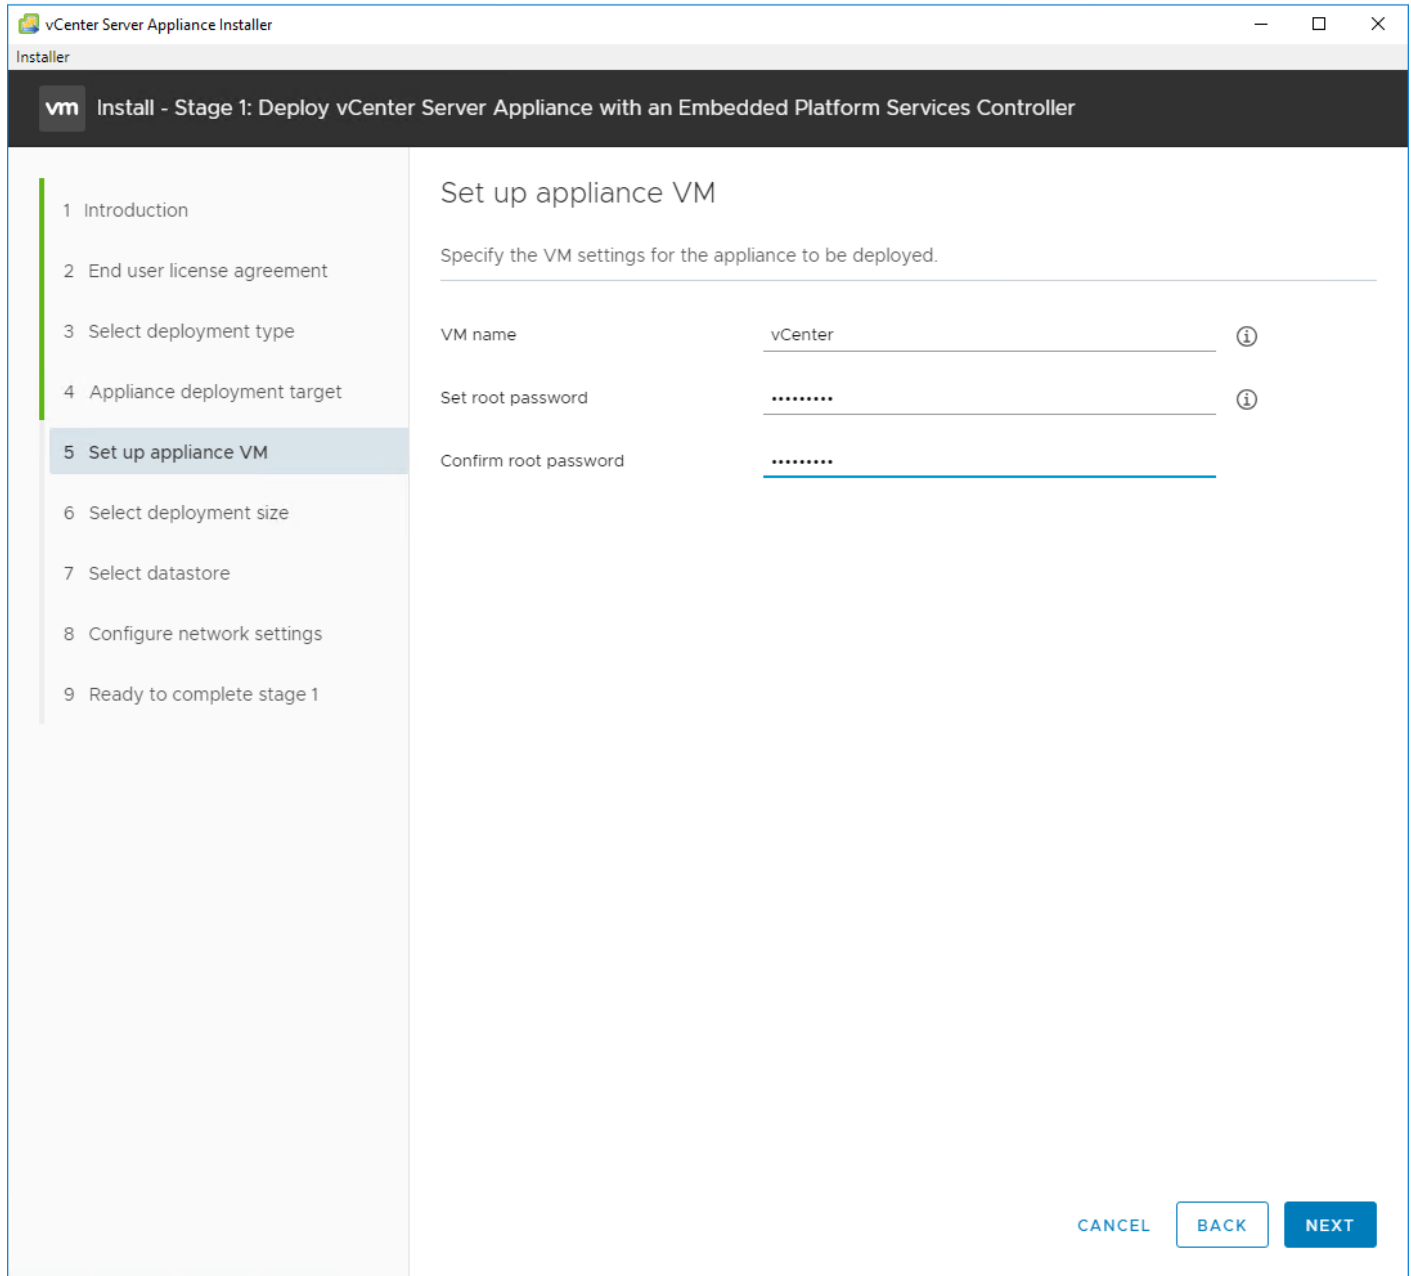 vCenter Server Appliance Installer
Installer
vm Install - Stage 1: Deploy vCenter Server Appliance with an Embedded Platform Services Controller
1 Introduction
2 End user license agreement
3 Select deployment type
4 Appliance deployment target
5 Set up appliance VM
6 Select deployment size
7 Select datastore
8 Configure network settings
9 Ready to complete stage 1
Set up appliance VM
Specify the VM settings for the appliance to be deployed.
VM name vCenter
Set root password •••••••••
Confirm root password •••••••••
CANCEL BACK NEXT